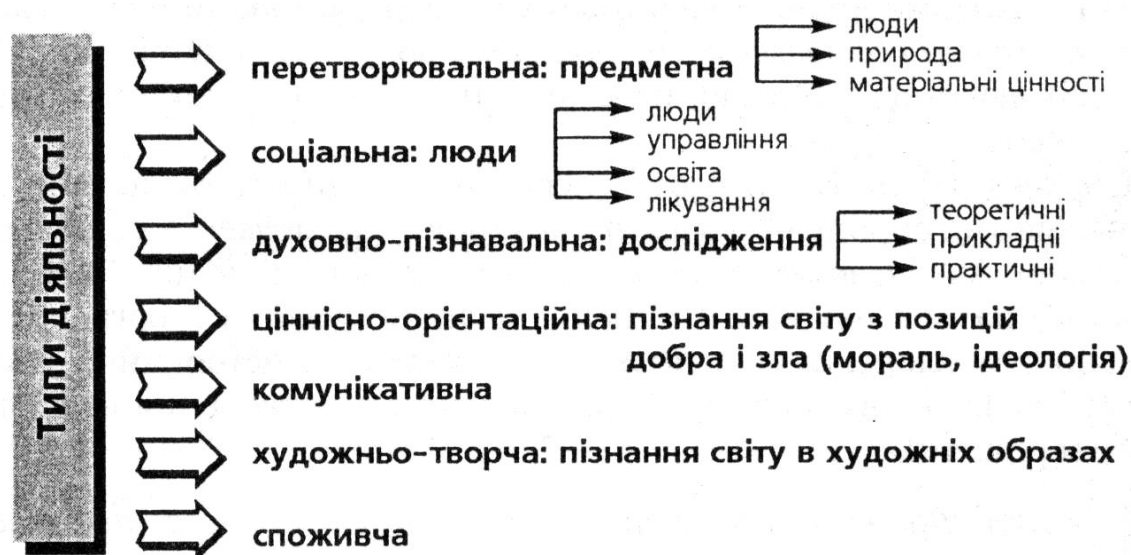 Типи діяльності
перетворювальна: предметна
люди
природа
матеріальні цінності
соціальна: люди
люди
управління
освіта
лікування
духовно-пізнавальна: дослідження
теоретичні
прикладні
практичні
ціннісно-орієнтаційна: пізнання світу з позицій
добра і зла (мораль, ідеологія)
комунікативна
художньо-творча: пізнання світу в художніх образах
споживча